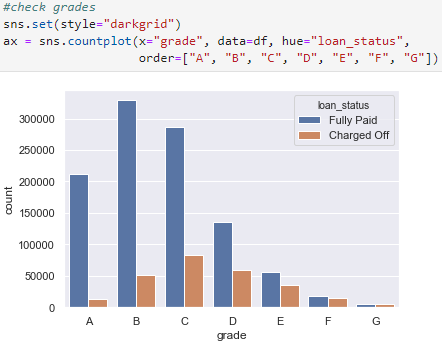 #check grades
sns.set(style="darkgrid")
ax = sns.countplot(x="grade", data=df, hue="loan_status",
order=["A", "B", "C", "D", "E", "F", "G"])
loan_status
Fully Paid
Charged Off
300000
250000
200000
150000
100000
50000
0
count
A B C D E F G
grade